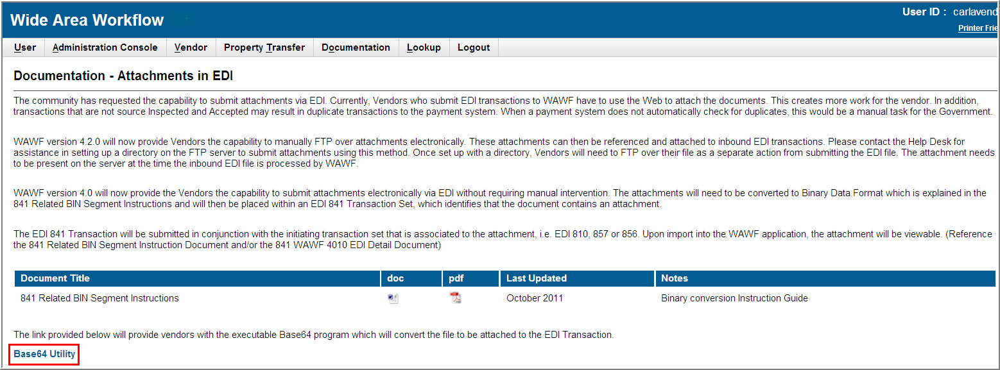 Wide Area Workflow
User ID : carlavend
Printer Frie
User Administration Console Vendor Property Transfer Documentation Lookup Logout
Documentation - Attachments in EDI
The community has requested the capability to submit attachments via EDI. Currently, Vendors who submit EDI transactions to WAWF have to use the Web to attach the documents. This creates more work for the vendor. In addition,
transactions that are not source Inspected and Accepted may result in duplicate transactions to the payment system. When a payment system does not automatically check for duplicates, this would be a manual task for the Government.
WAWF version 4.2.0 will now provide Vendors the capability to manually FTP over attachments electronically. These attachments can then be referenced and attached to inbound EDI transactions. Please contact the Help Desk for
assistance in setting up a directory on the FTP server to submit attachments using this method. Once set up with a directory, Vendors will need to FTP over their file as a separate action from submitting the EDI file. The attachment needs
to be present on the server at the time the inbound EDI file is processed by WAWF.
WAWF version 4.0 will now provide the Vendors the capability to submit attachments electronically via EDI without requiring manual intervention. The attachments will need to be converted to Binary Data Format which is explained in the
841 Related BIN Segment Instructions and will then be placed within an EDI 841 Transaction Set, which identifies that the document contains an attachment.
The EDI 841 Transaction will be submitted in conjunction with the initiating transaction set that is associated to the attachment, i.e. EDI 810, 857 or 856. Upon import into the WAWF application, the attachment will be viewable. (Reference
the 841 Related BIN Segment Instruction Document and/or the 841 WAWF 4010 EDI Detail Document)
Document Title doc pdf Last Updated Notes
841 Related BIN Segment Instructions October 2011 Binary conversion Instruction Guide
The link provided below will provide vendors with the executable Base64 program which will convert the file to be attached to the EDI Transaction.
Base64 Utility